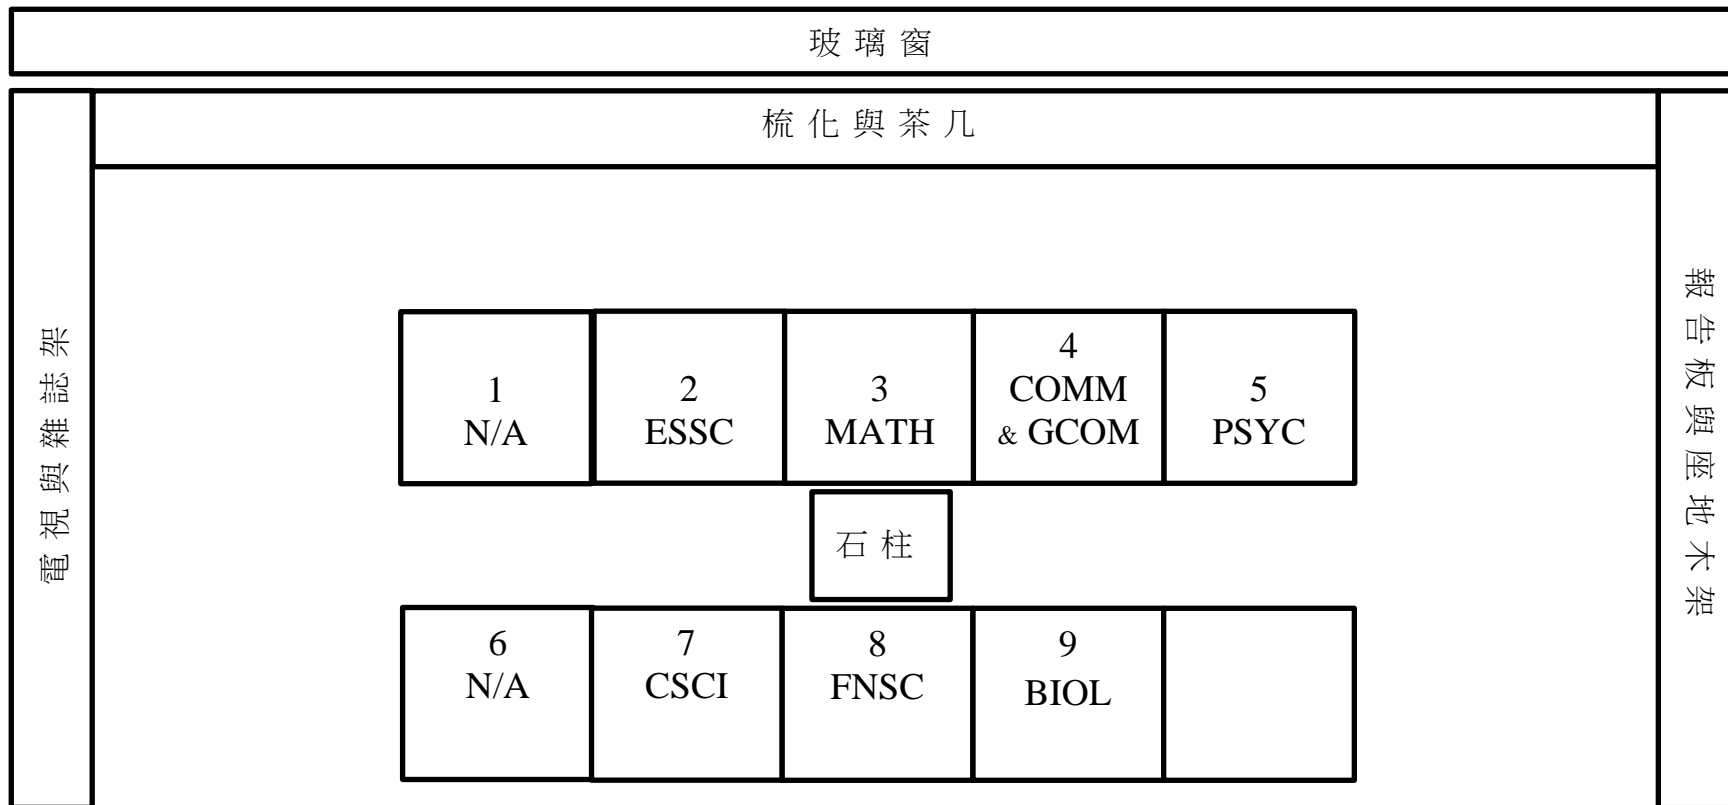 玻璃窗
梳化與茶几
電視與雜誌架
報告板與座地木架
1
N/A
2
ESSC
3
MATH
4
COMM
& GCOM
5
PSYC
石柱
6
N/A
7
CSCI
8
FNSC
9
BIOL